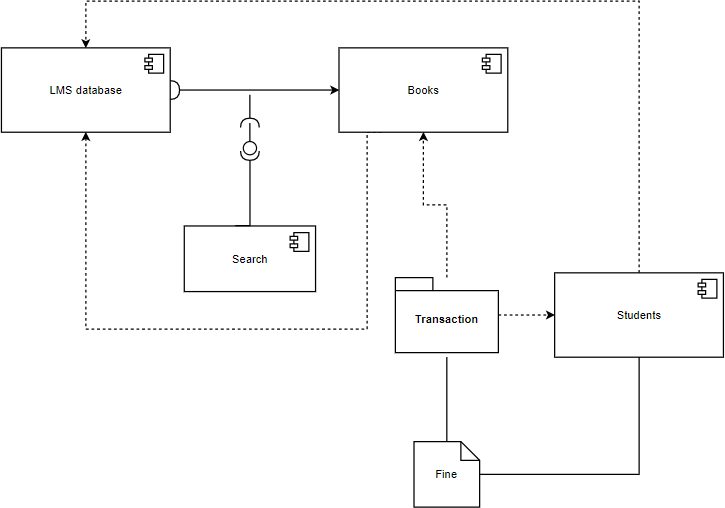 LMS database
Books
Search
Transaction
Students
Fine